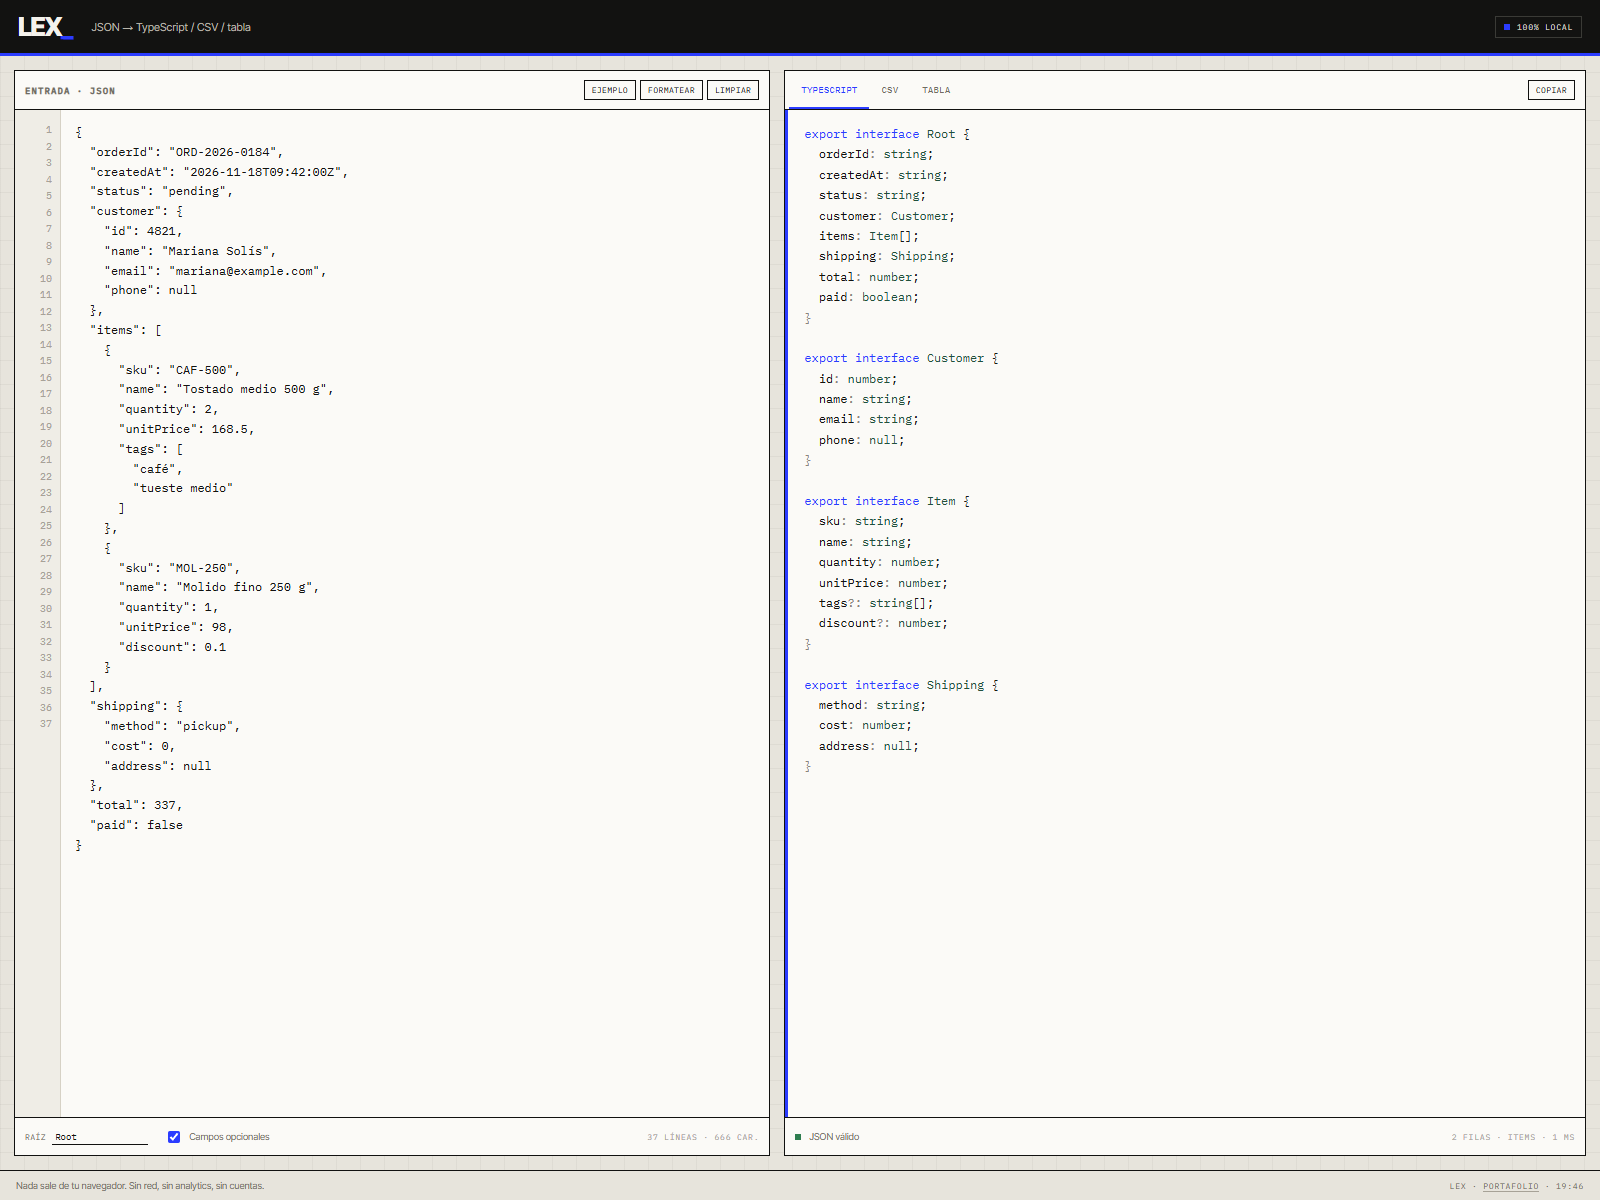 LEX_
JSON → TypeScript / CSV / tabla
100% LOCAL
ENTRADA · JSON
EJEMPLO
FORMATEAR
LIMPIAR
1
2
3
4
5
6
7
8
9
10
11
12
13
14
15
16
17
18
19
20
21
22
23
24
25
26
27
28
29
30
31
32
33
34
35
36
37
{
  "orderId": "ORD-2026-0184",
  "createdAt": "2026-11-18T09:42:00Z",
  "status": "pending",
  "customer": {
    "id": 4821,
    "name": "Mariana Solís",
    "email": "mariana@example.com",
    "phone": null
  },
  "items": [
    {
      "sku": "CAF-500",
      "name": "Tostado medio 500 g",
      "quantity": 2,
      "unitPrice": 168.5,
      "tags": [
        "café",
        "tueste medio"
      ]
    },
    {
      "sku": "MOL-250",
      "name": "Molido fino 250 g",
      "quantity": 1,
      "unitPrice": 98,
      "discount": 0.1
    }
  ],
  "shipping": {
    "method": "pickup",
    "cost": 0,
    "address": null
  },
  "total": 337,
  "paid": false
}
RAÍZ Root
Campos opcionales
37 LÍNEAS · 666 CAR.
TYPESCRIPT
CSV
TABLA
COPIAR
export interface Root {
  orderId: string;
  createdAt: string;
  status: string;
  customer: Customer;
  items: Item[];
  shipping: Shipping;
  total: number;
  paid: boolean;
}
export interface Customer {
  id: number;
  name: string;
  email: string;
  phone: null;
}
export interface Item {
  sku: string;
  name: string;
  quantity: number;
  unitPrice: number;
  tags?: string[];
  discount?: number;
}
export interface Shipping {
  method: string;
  cost: number;
  address: null;
}
JSON válido
2 FILAS · ITEMS · 1 MS
Nada sale de tu navegador. Sin red, sin analytics, sin cuentas.
LEX · PORTAFOLIO · 19:46